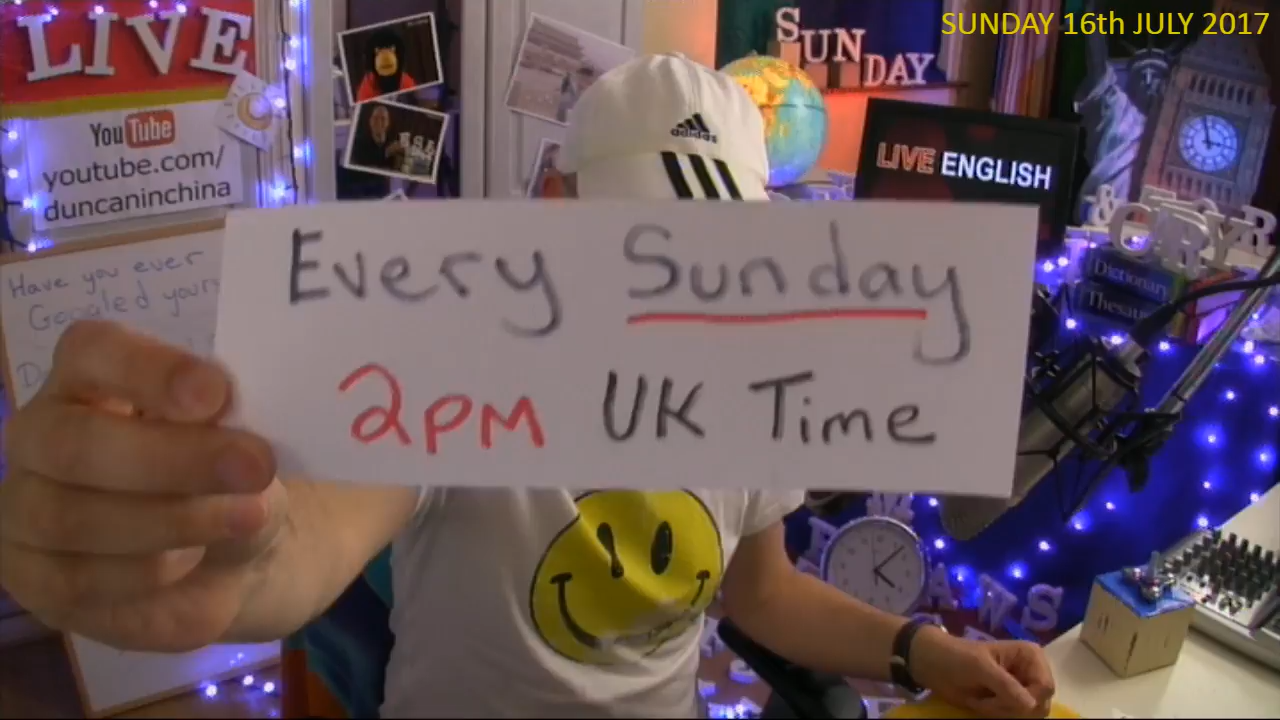 SUNDAY 16th JULY 2017
LIVE
SUNDAY
YouTube
youtube.com/
duncaninchina
adidas
LIVE ENGLISH
Every Sunday
2PM UK Time
Have you ever
Googled
Dictionary